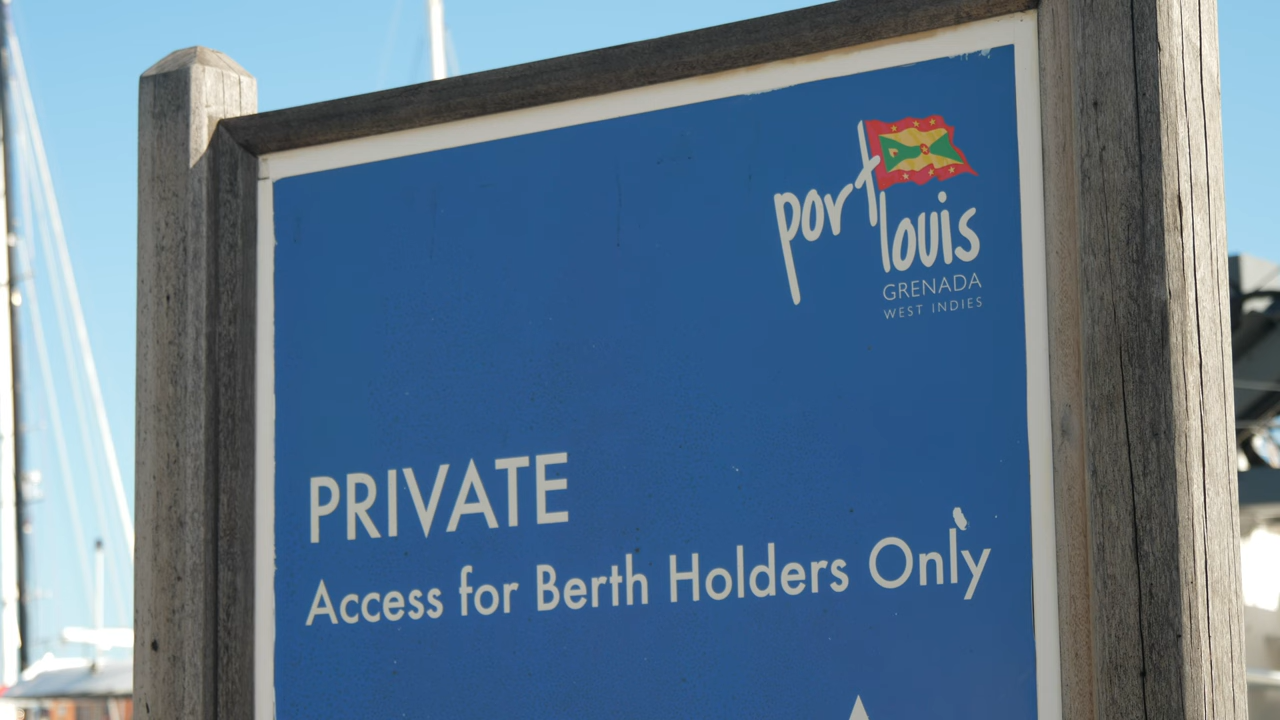 port
louis
GRENADA
WEST INDIES
PRIVATE
Access for Berth Holders Only